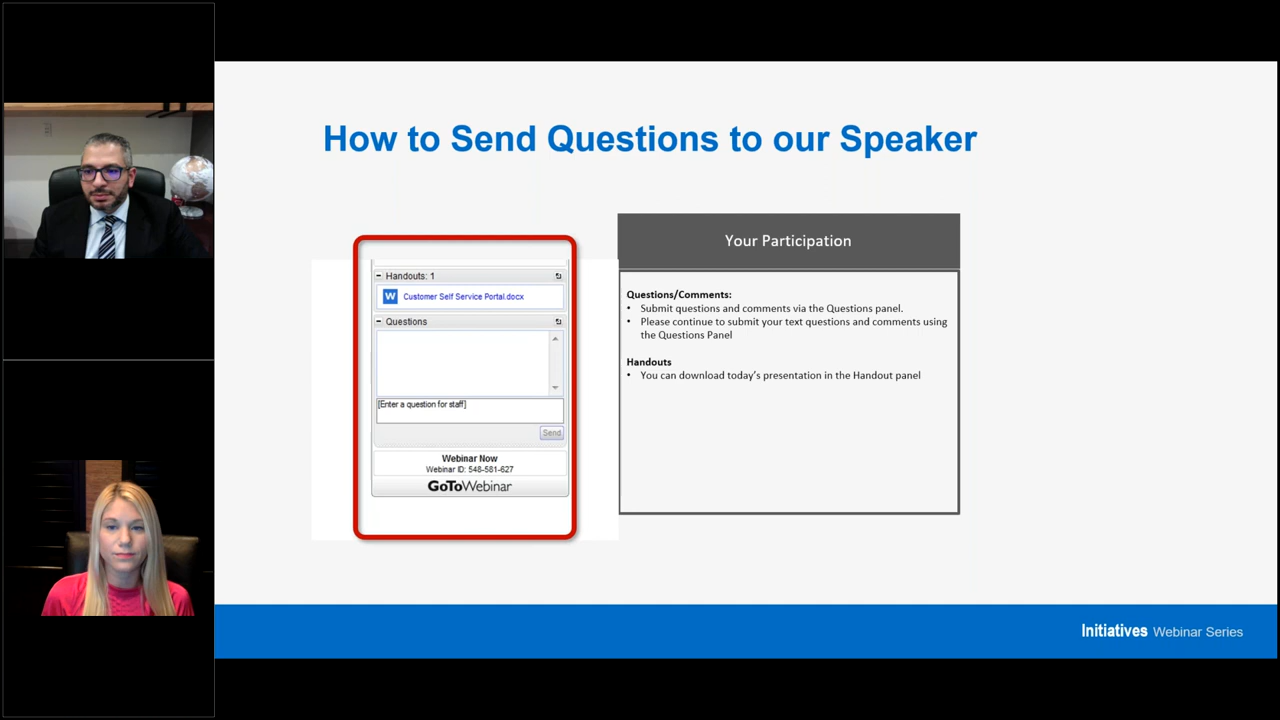 How to Send Questions to our Speaker
Handouts: 1
W
Customer Self Service Portal.docx
Questions
[Enter a question for staff]
Send
Webinar Now
Webinar ID: 548-581-627
GoToWebinar
Your Participation
Questions/Comments:
• Submit questions and comments via the Questions panel.
• Please continue to submit your text questions and comments using
the Questions Panel
Handouts
• You can download today's presentation in the Handout panel
Initiatives Webinar Series